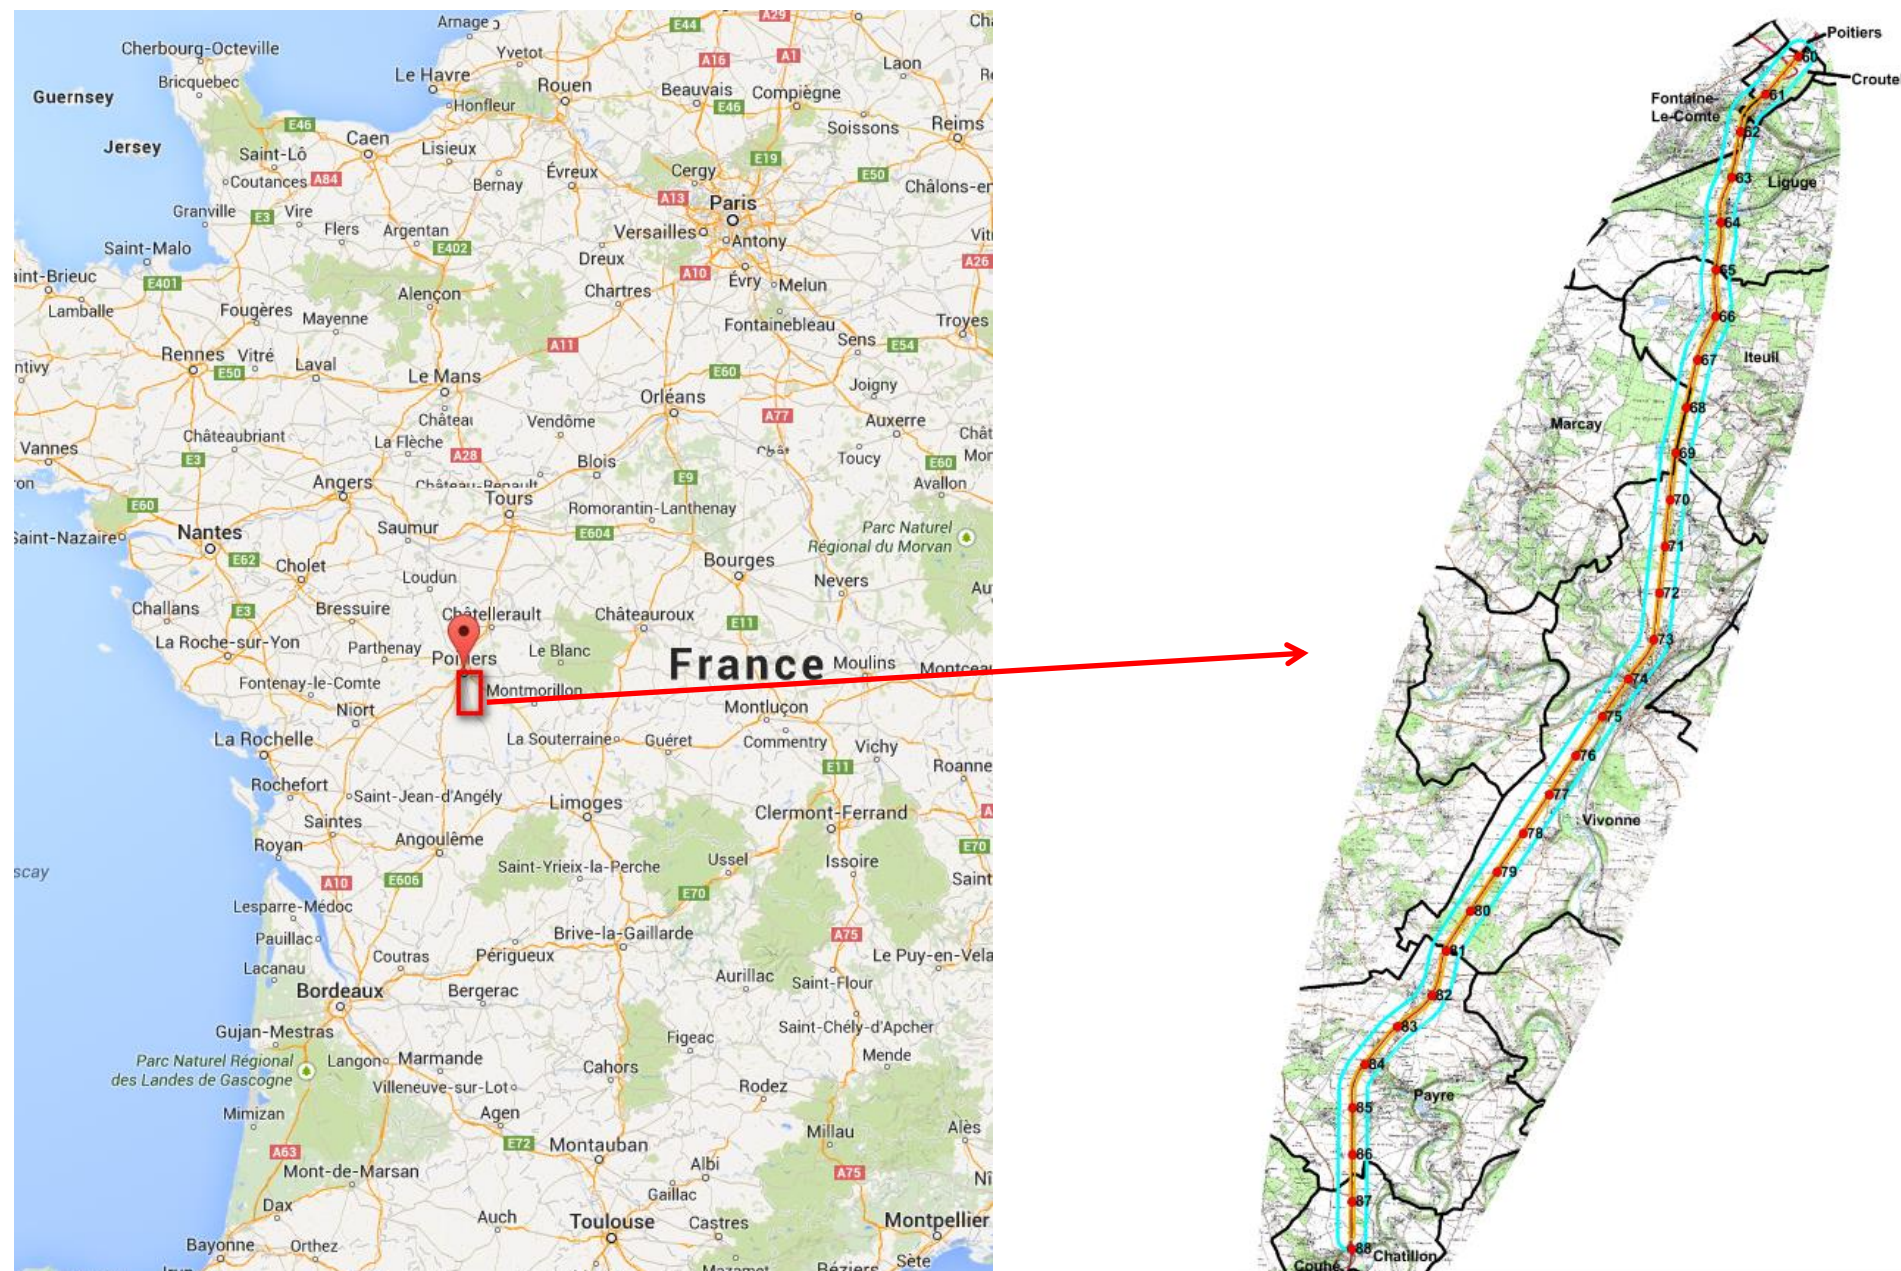 Arnage
E44
A29
Cherbourg-Octeville
Bricquebec
Yvetot
A16
A1
Laon
Le Havre
Rouen
Beauvais
Compiègne
Guernsey
Honfleur
E46
E46
Soissons
Reims
Jersey
Caen
Saint-Lô
Lisieux
E19
Coutances
A84
Bernay
Évreux
Cergy
E50
Châlons-en
Granville
E3
Vire
A13
Paris
Flers
Argentan
Versailles
Antony
Saint-Malo
E402
Dreux
A10
Évry
Melun
A26
aint-Brieuc
E401
Alençon
Chartres
Lamballe
Fougères
Mayenne
Fontainebleau
Troyes
Rennes
Vitré
Laval
A11
Sens
E54
ntivy
E50
Le Mans
E60
Joigny
Orléans
A77
Auxerre
Châteaubriant
La Flèche
Vendôme
Vannes
E3
A28
Blois
E9
Toucy
E60
Avallon
Angers
Château-Renault
Tours
Romorantin-Lanthenay
E60
Saint-Nazaire
Nantes
Saumur
E604
Parc Naturel
Régional du Morvan
E62
Cholet
Loudun
Bourges
Nevers
Challans
E3
Bressuire
Châtellerault
Châteauroux
E11
La Roche-sur-Yon
Parthenay
Le Blanc
France
Moulins
Fontenay-le-Comte
Montmorillon
Niort
Montluçon
La Rochelle
La Souterraine
Guéret
Commentry
Vichy
Rochefort
E11
Roanne
Saint-Jean-d'Angély
Limoges
Saintes
Clermont-Ferrand
Royan
Angoulême
Saint-Yrieix-la-Perche
Ussel
Issoire
E70
scay
A10
E606
E70
Saint
Lesparre-Médoc
Pauillac
Coutras
Périgueux
Brive-la-Gaillarde
A75
Le Puy-en-Vela
Lacanau
Bordeaux
Bergerac
Aurillac
Saint-Flour
Gujan-Mestras
Figeac
Saint-Chély-d'Apcher
Parc Naturel Régional
des Landes de Gascogne
Langon
Marmande
Cahors
Mende
Villeneuve-sur-Lot
Rodez
Mimizan
Agen
E72
Montauban
Millau
Alès
A63
Mont-de-Marsan
Albi
A75
Gaillac
Dax
Auch
Toulouse
Castres
Montpellier
Bayonne
Orthez
Mazamet
Béziers
Sète
Poitiers
60
61
Fontaine-
Le-Comte
62
63
Liguge
64
65
66
67
Iteuil
68
Marcay
69
70
71
72
73
74
75
76
77
78
Vivonne
79
80
81
82
83
84
85
Payre
86
87
88
Chatillon
Couhe